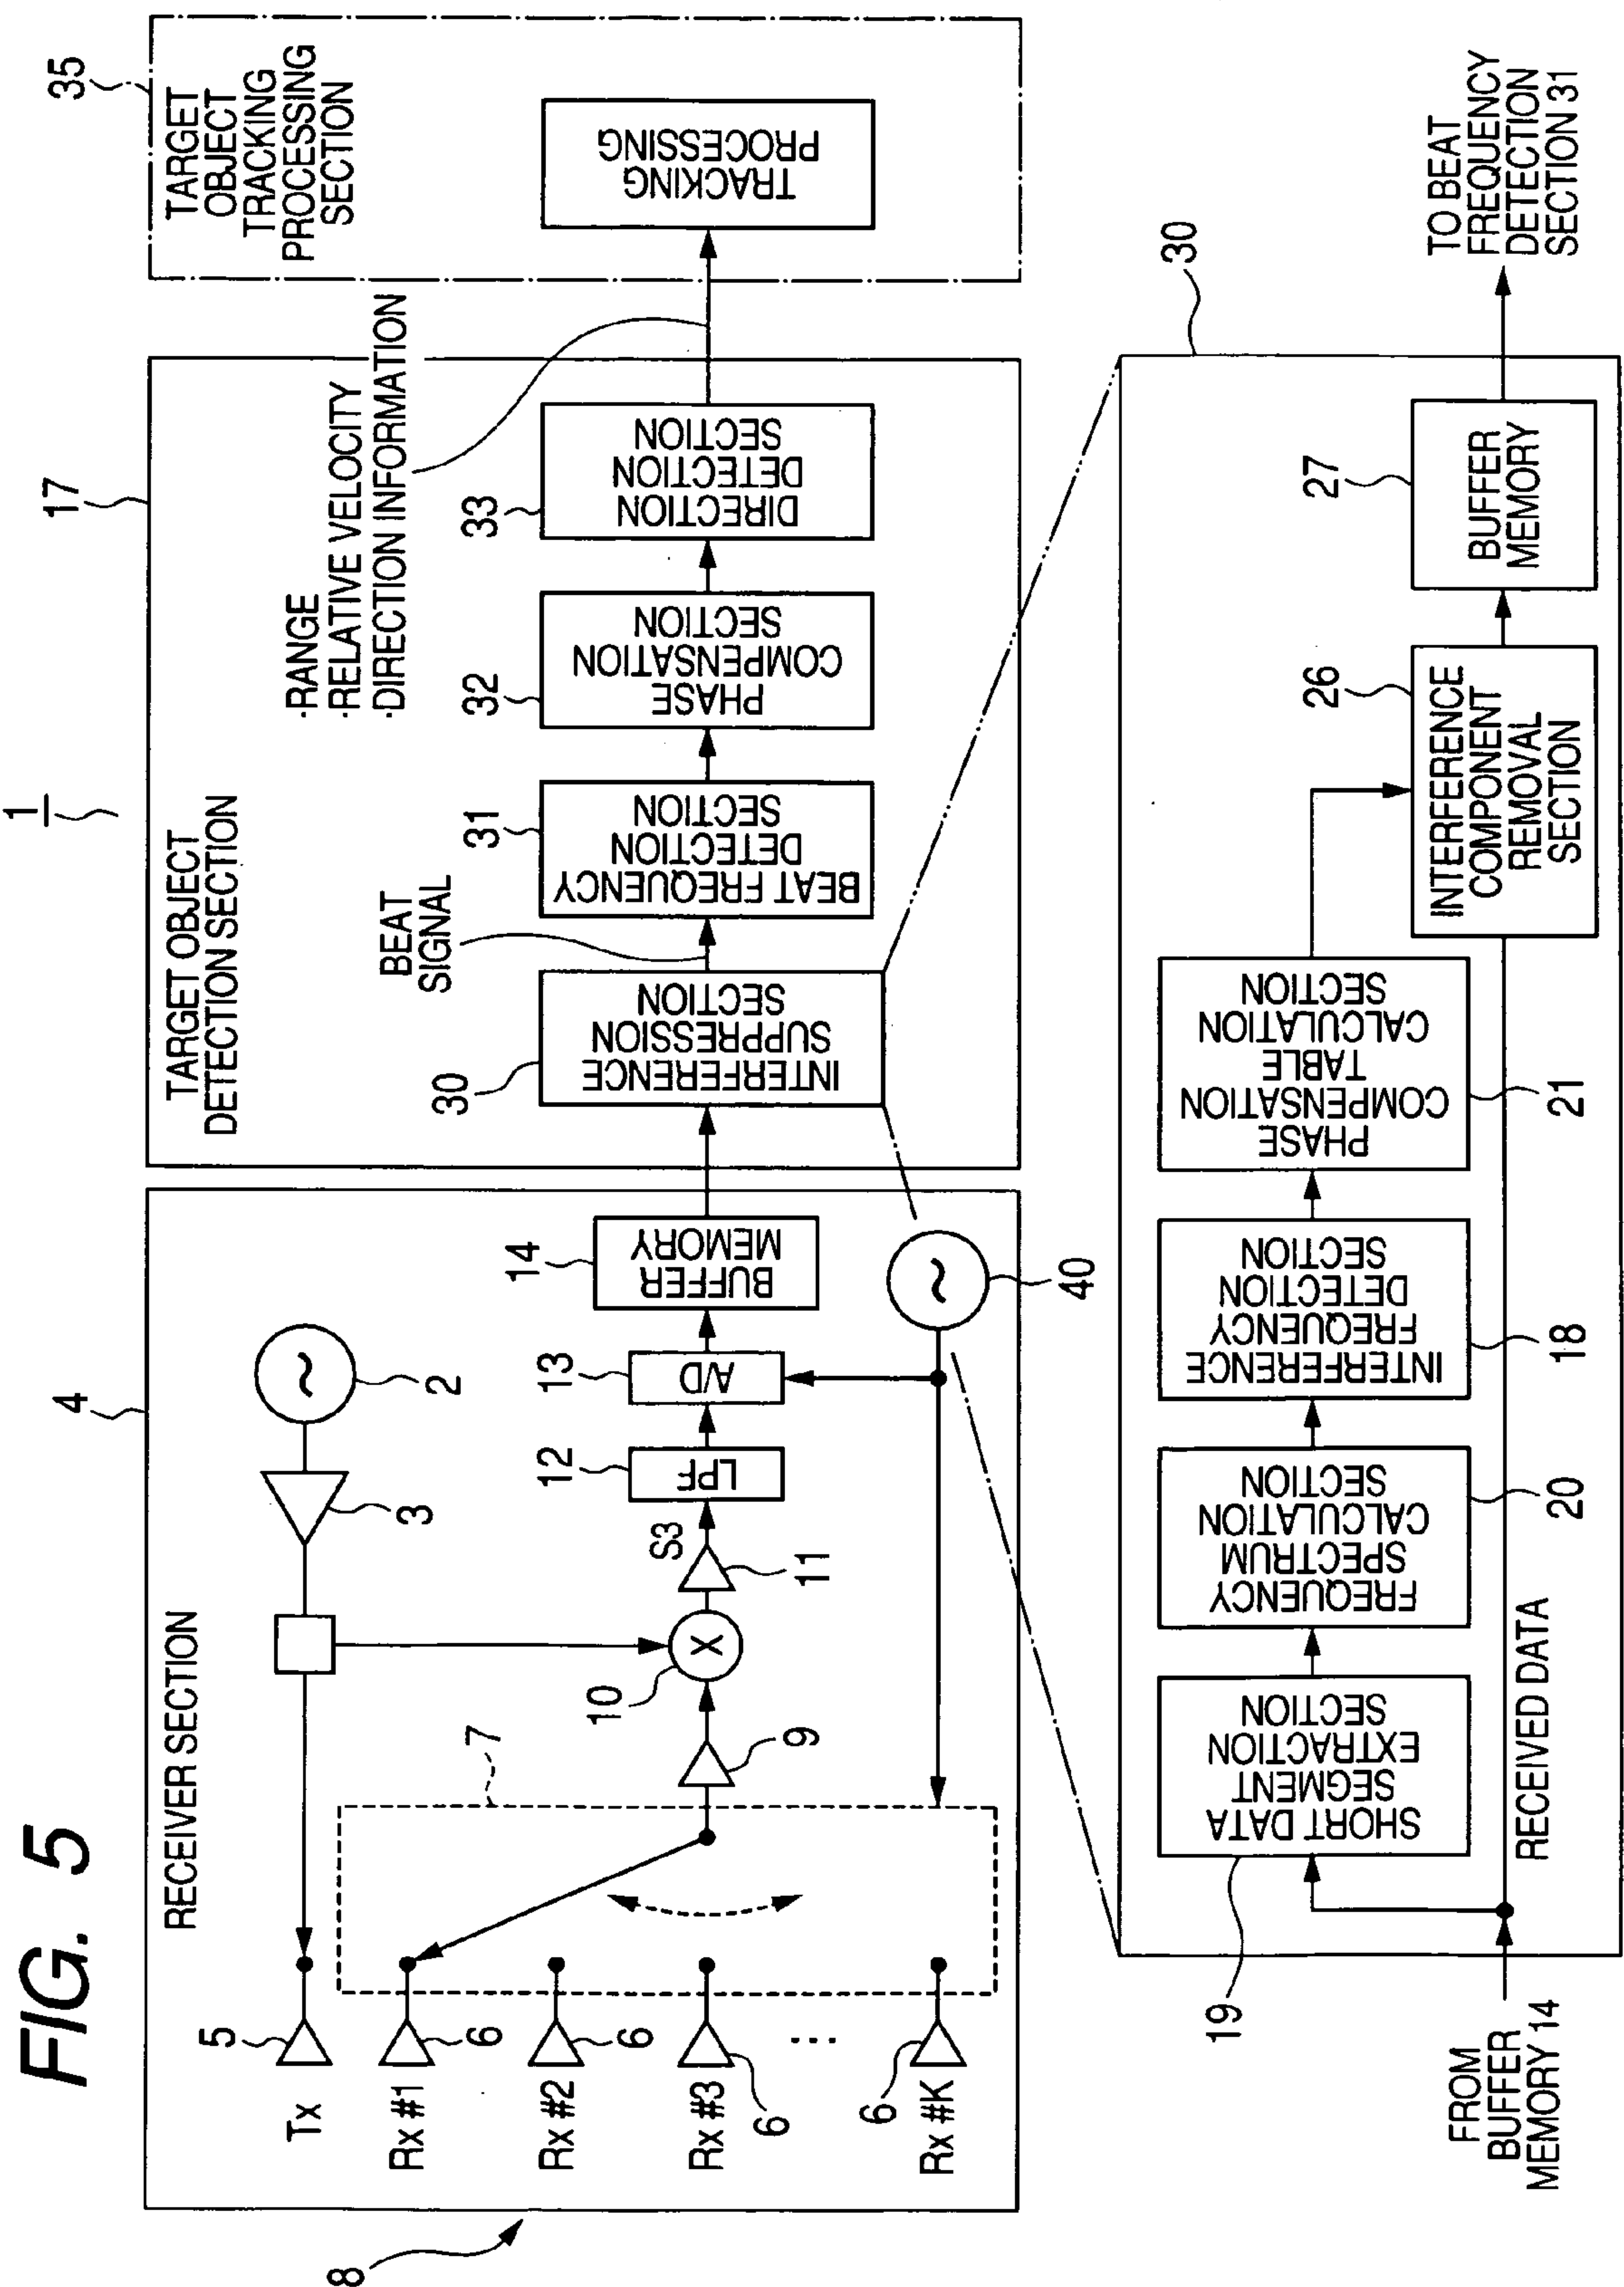 FIG. 5
1
4
RECEIVER SECTION
2
3
5
Tx
Rx #1
6
Rx #2
6
Rx #3
6
...
Rx #K
6
7
8
9
10
11
S3
12
LPF
13
A/D
14
BUFFER
MEMORY
40
17
TARGET OBJECT
DETECTION SECTION
30
INTERFERENCE
SUPPRESSION
SECTION
BEAT
SIGNAL
31
BEAT FREQUENCY
DETECTION
SECTION
32
PHASE
COMPENSATION
SECTION
33
DIRECTION
DETECTION
SECTION
·RANGE
·RELATIVE VELOCITY
·DIRECTION INFORMATION
35
TARGET
OBJECT
TRACKING
PROCESSING
SECTION
TRACKING
PROCESSING
30
FROM
BUFFER
MEMORY 14
19
SHORT DATA
SEGMENT
EXTRACTION
SECTION
RECEIVED DATA
20
FREQUENCY
SPECTRUM
CALCULATION
SECTION
18
INTERFERENCE
FREQUENCY
DETECTION
SECTION
21
PHASE
COMPENSATION
TABLE
CALCULATION
SECTION
26
INTERFERENCE
COMPONENT
REMOVAL
SECTION
27
BUFFER
MEMORY
TO BEAT
FREQUENCY
DETECTION
SECTION 31